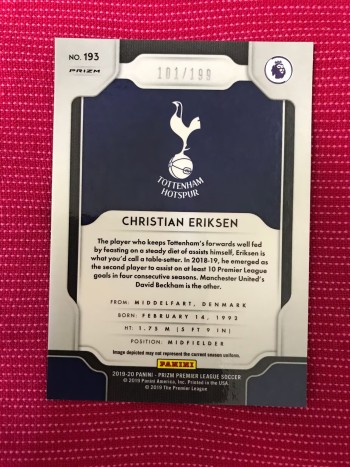 NO. 193
PRIZM
101/199
TOTTENHAM
HOTSPUR
CHRISTIAN ERIKSEN
The player who keeps Tottenham's forwards well fed
by feasting on a steady diet of assists himself, Eriksen is
what you'd call a table-setter. In 2018-19, he emerged as
the second player to assist on at least 10 Premier League
goals in four consecutive seasons. Manchester United's
David Beckham is the other.
FROM: MIDDELFART, DENMARK
BORN: FEBRUARY 14, 1992
HT: 1.75 M (5 FT 9 IN)
POSITION: MIDFIELDER
Image depicted may not represent the current season uniform.
PANINI
2019-20 PANINI - PRIZM PREMIER LEAGUE SOCCER
© 2019 Panini America, Inc. Printed in the USA.
© 2019 The Premier League